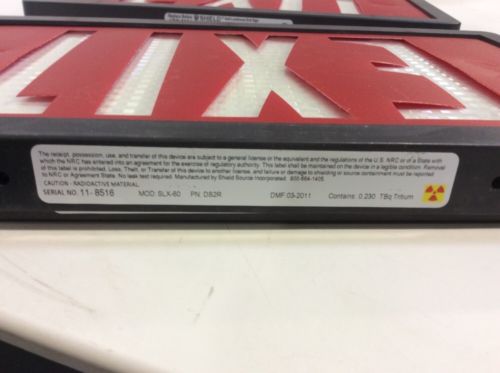 SHIELD
EXIT
The receipt, possession, use, and transfer of this device are subject to a general license or the equivalent and the regulations of the U.S. NRC or of a State with
which the NRC has entered into an agreement for the exercise of regulatory authority. This label shall be maintained on the device in a legible condition. Removal
of this label is prohibited. Loss, Theft, or Transfer of this device to another licensee, and failure or damage to shielding or source containment must be reported
to NRC or Agreement State. No leak test required. Manufactured by Shield Source Incorporated. 800-664-1405
CAUTION - RADIOACTIVE MATERIAL
SERIAL NO. 11-8516 MOD. SLX-60 PN. DS2R DMF:03-2011 Contains 0.230 TBq Tritium